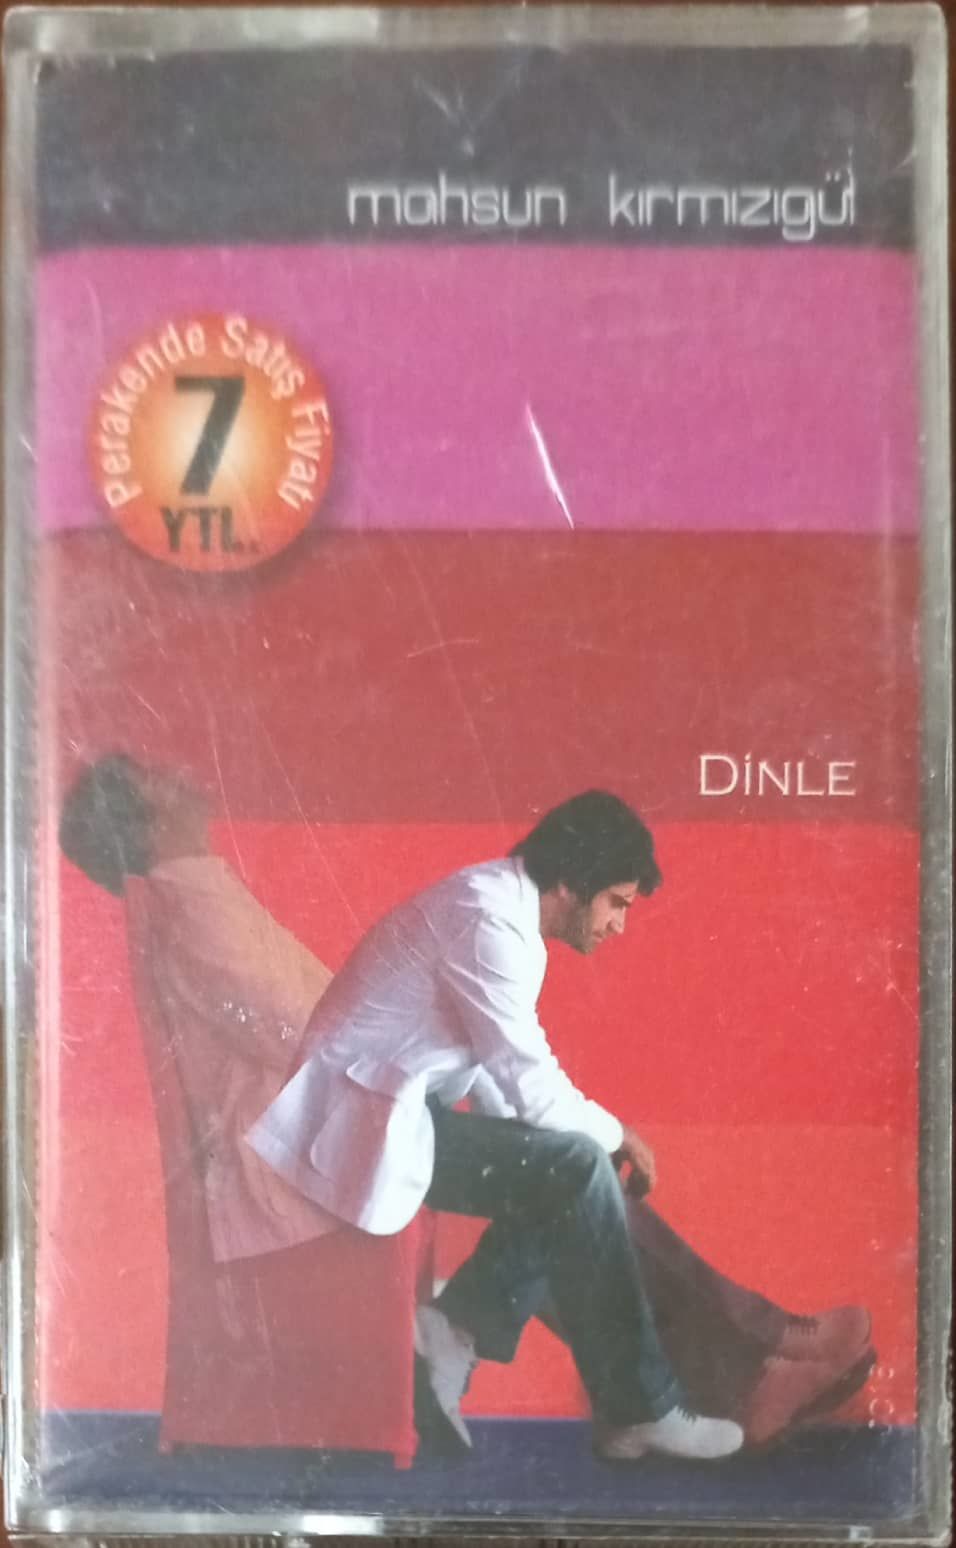 mahsun kırmızıgül
Perakende Satış Fiyatı
7
YTL.
DİNLE